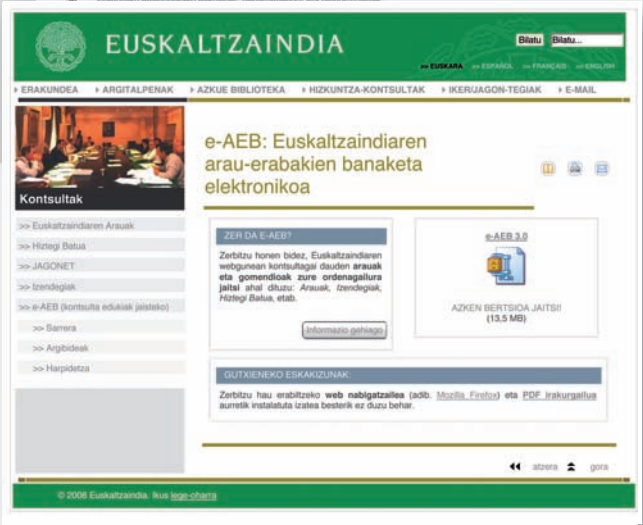 EUSKALTZAINDIA
Bilatu Bilatu...
>> EUSKARA >> ESPAÑOL >> FRANÇAIS >> ENGLISH
ERAKUNDEA ARGITALPENAK AZKUE BIBLIOTEKA HIZKUNTZA-KONTSULTAK IKER/JAGON-TEGIAK E-MAIL
Kontsultak
>> Euskaltzaindiaren Arauak
>> Hiztegi Batua
>> JAGONET
>> Izendegiak
>> e-AEB (kontsulta edukiak jaisteko)
>> Sarrera
>> Argibideak
>> Harpidetza
e-AEB: Euskaltzaindiaren
arau-erabakien banaketa
elektronikoa
ZER DA E-AEB?
Zerbitzu honen bidez, Euskaltzaindiaren
webgunean kontsultagai dauden arauak
eta gomendioak zure ordenagailura
jaitsi ahal dituzu: Arauak, Izendegiak,
Hiztegi Batua, etab.
Informazio gehiago
e-AEB 3.0
AZKEN BERTSIOA JAITSI!
(13,5 MB)
GUTXIENEKO ESKAKIZUNAK
Zerbitzu hau erabiltzeko web nabigatzailea (adib. Mozilla Firefox) eta PDF irakurgailua
aurretik instalatuta izatea besterik ez duzu behar.
atzera gora
© 2008 Euskaltzaindia. Ikus lege-oharra